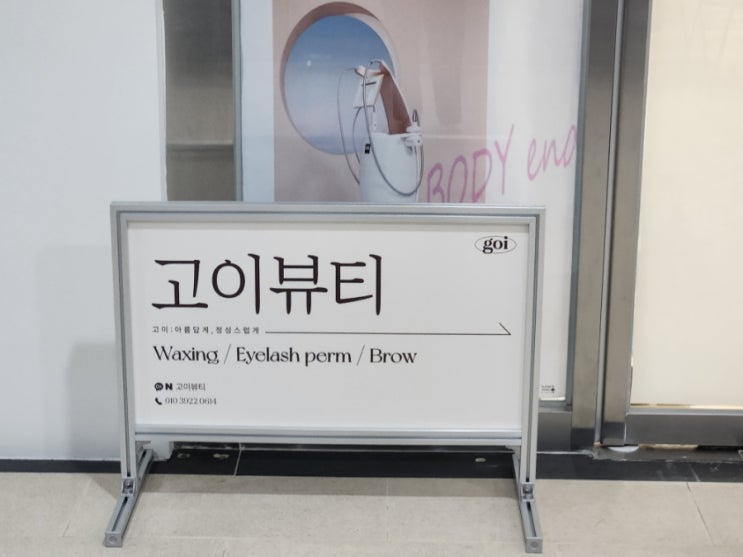 BODY end
goi
고이뷰티
고이:아름답게,정성스럽게
Waxing / Eyelash perm / Brow
N 고이뷰티
010 3922 0614